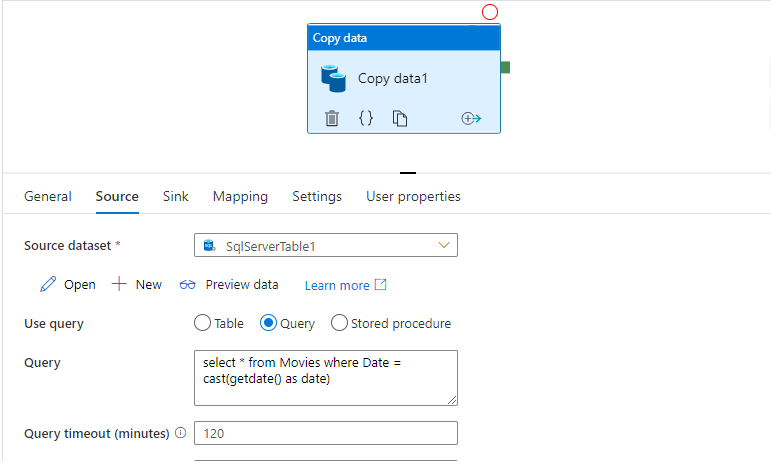 Copy data
Copy data1
General Source Sink Mapping Settings User properties
Source dataset * SqlServerTable1
Open New Preview data Learn more
Use query Table Query Stored procedure
Query select * from Movies where Date =
cast(getdate() as date)
Query timeout (minutes) 120